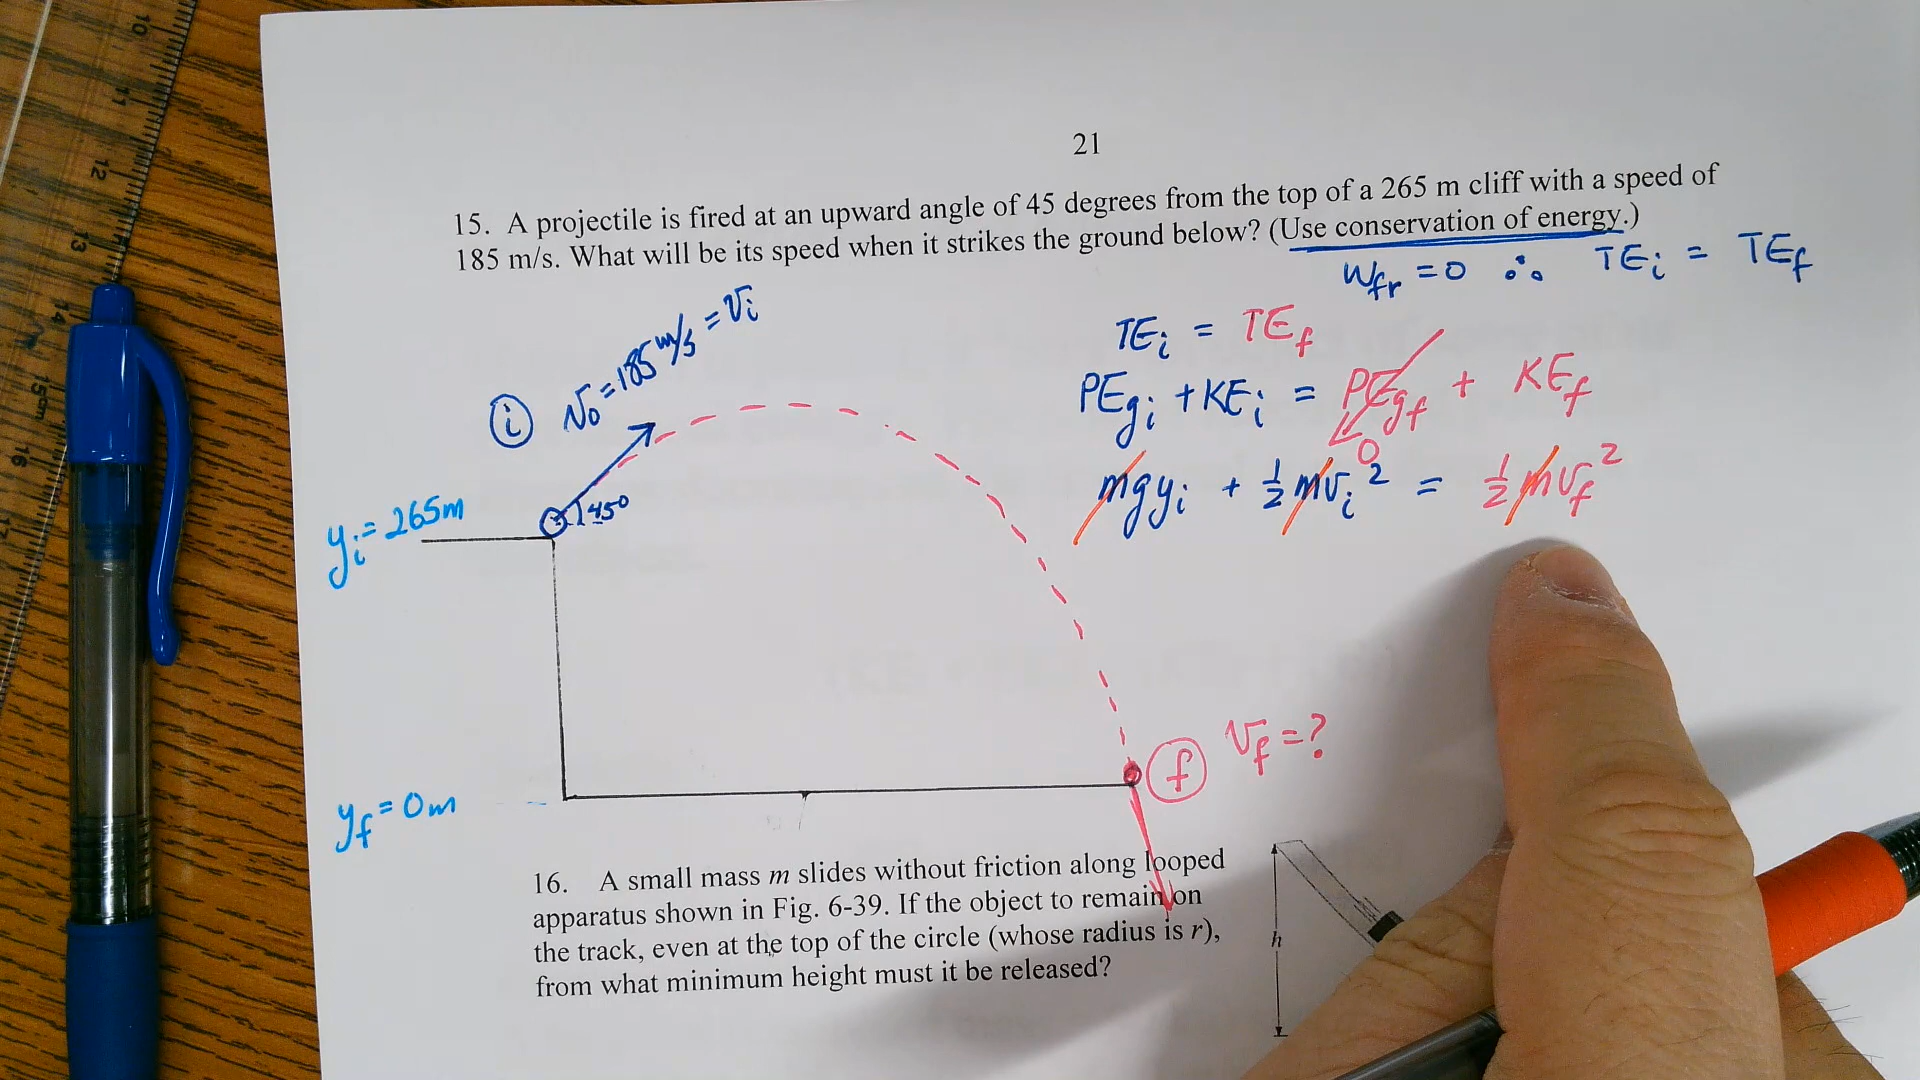 21
15. A projectile is fired at an upward angle of 45 degrees from the top of a 265 m cliff with a speed of
185 m/s. What will be its speed when it strikes the ground below? (Use conservation of energy.)
Wfr = 0 ∴ TEi = TEf
TEi = TEf
PEgi + KEi = PEgf + KEf
0
mgyi + ½mvi² = ½mvf²
i v₀ = 185 m/s = vi
45°
yi = 265m
f vf = ?
yf = 0m
16. A small mass m slides without friction along looped
apparatus shown in Fig. 6-39. If the object to remain on
the track, even at the top of the circle (whose radius is r),
from what minimum height must it be released?
h
10
11
12
13
14
15cm
16